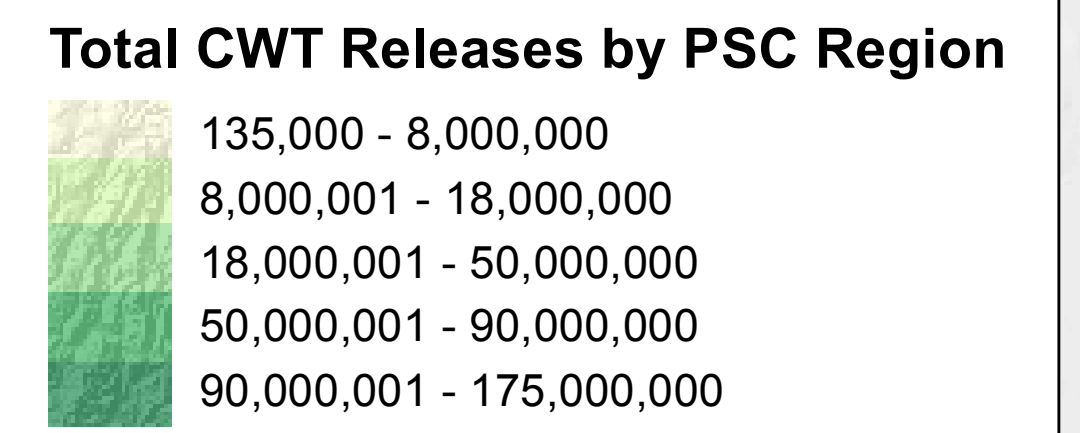 Total CWT Releases by PSC Region
135,000 - 8,000,000
8,000,001 - 18,000,000
18,000,001 - 50,000,000
50,000,001 - 90,000,000
90,000,001 - 175,000,000